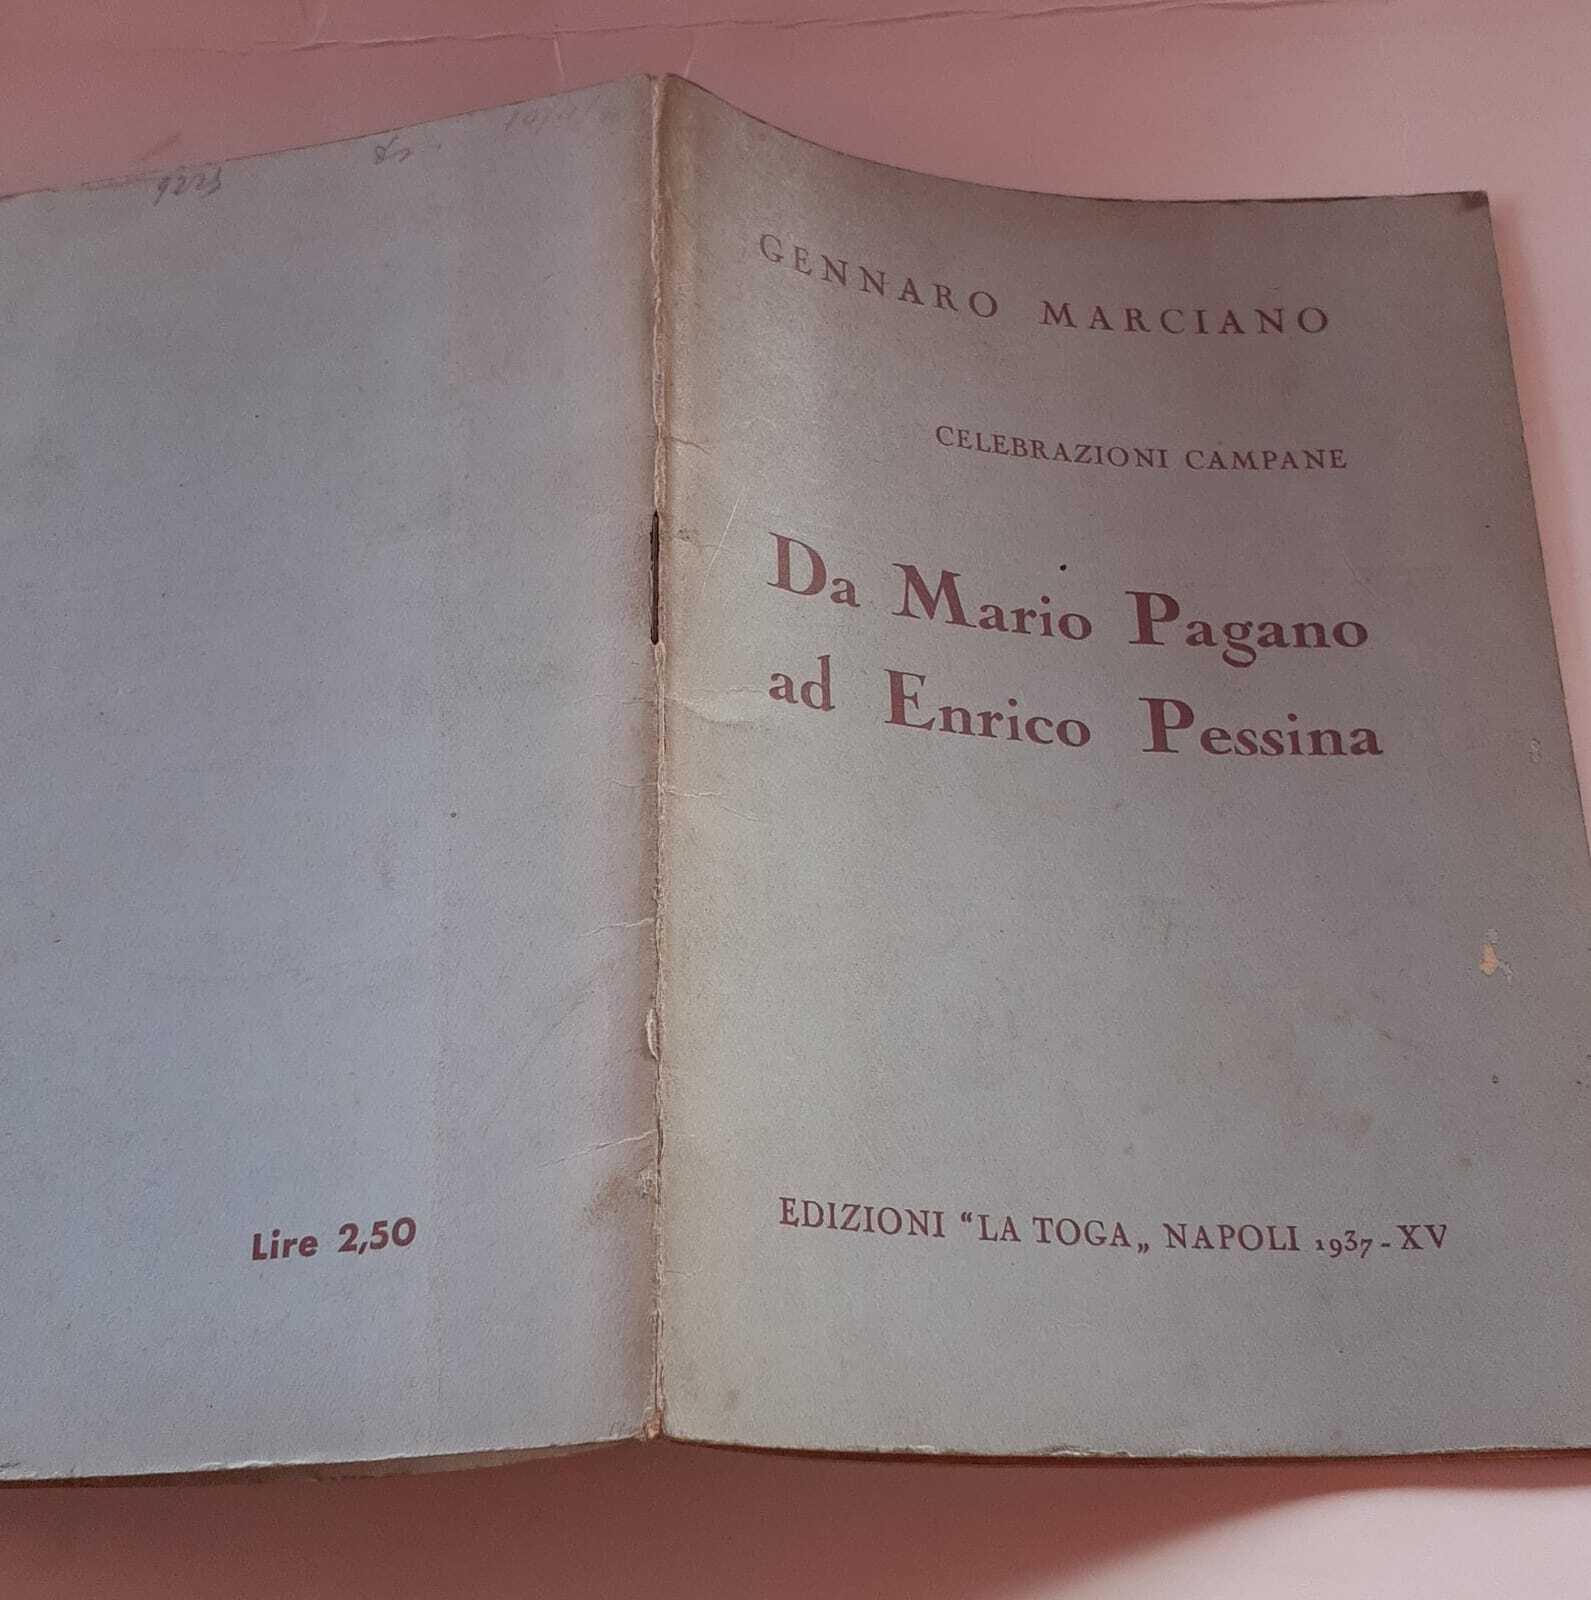 GENNARO MARCIANO
CELEBRAZIONI CAMPANE
Da Mario Pagano
ad Enrico Pessina
EDIZIONI “LA TOGA„ NAPOLI 1937-XV
Lire 2,50